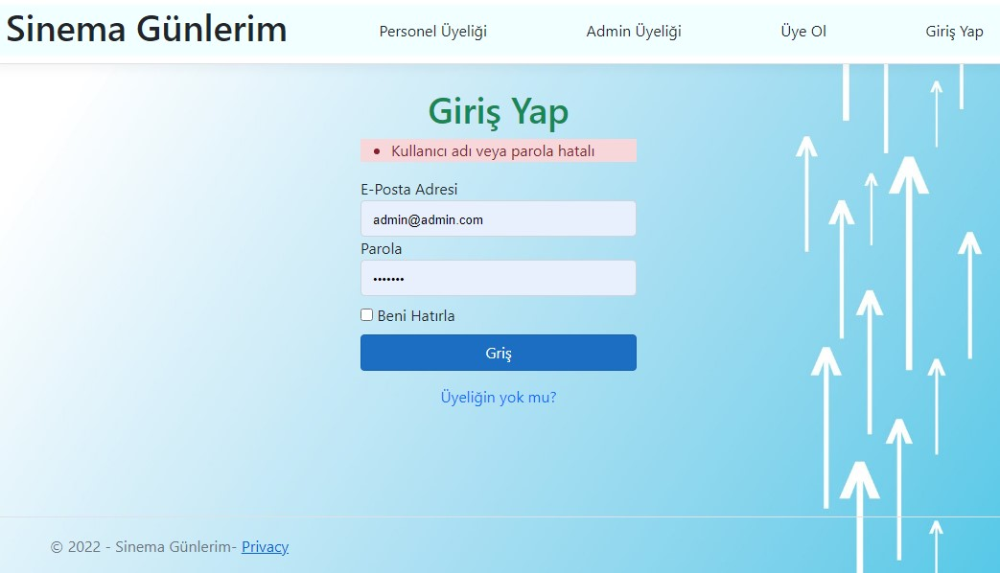 Sinema Günlerim
Personel Üyeliği
Admin Üyeliği
Üye Ol
Giriş Yap
Giriş Yap
• Kullanıcı adı veya parola hatalı
E-Posta Adresi
admin@admin.com
Parola
•••••••
Beni Hatırla
Griş
Üyeliğin yok mu?
© 2022 - Sinema Günlerim- Privacy